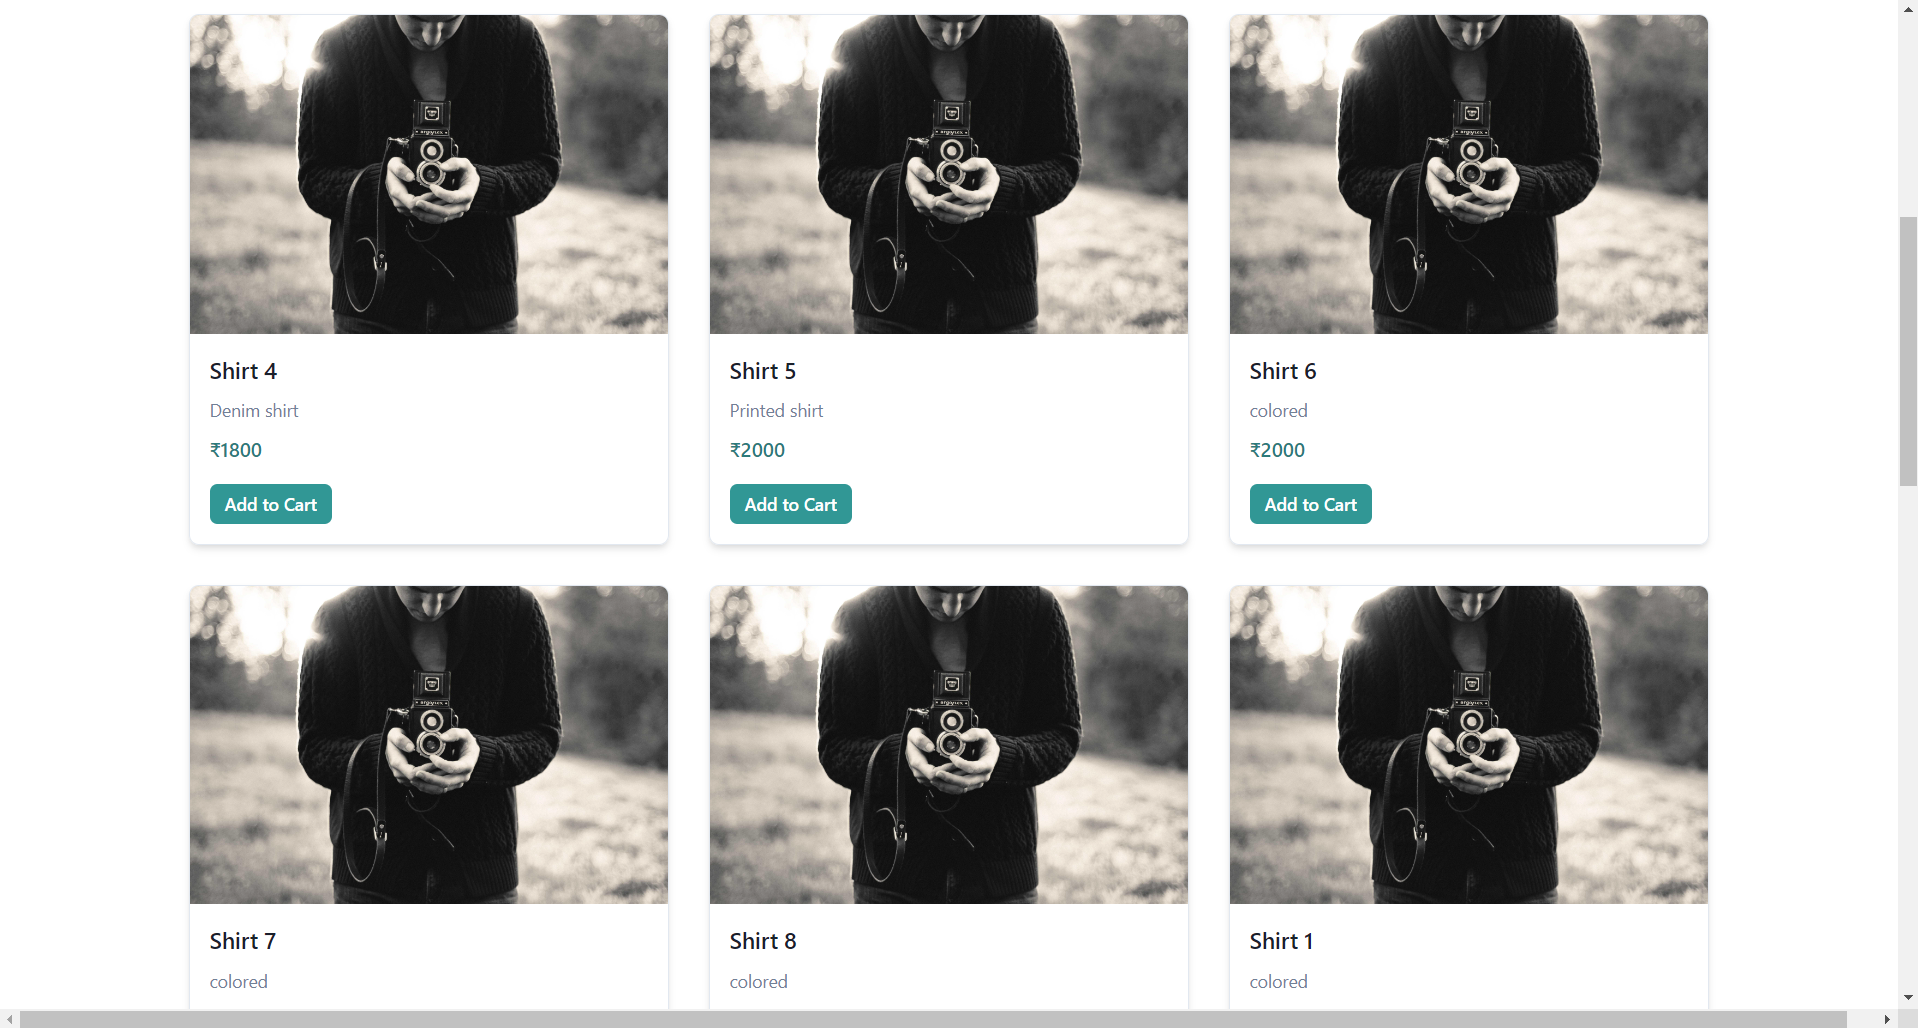 Shirt 4
Denim shirt
₹1800
Add to Cart
Shirt 5
Printed shirt
₹2000
Add to Cart
Shirt 6
colored
₹2000
Add to Cart
Shirt 7
colored
Shirt 8
colored
Shirt 1
colored